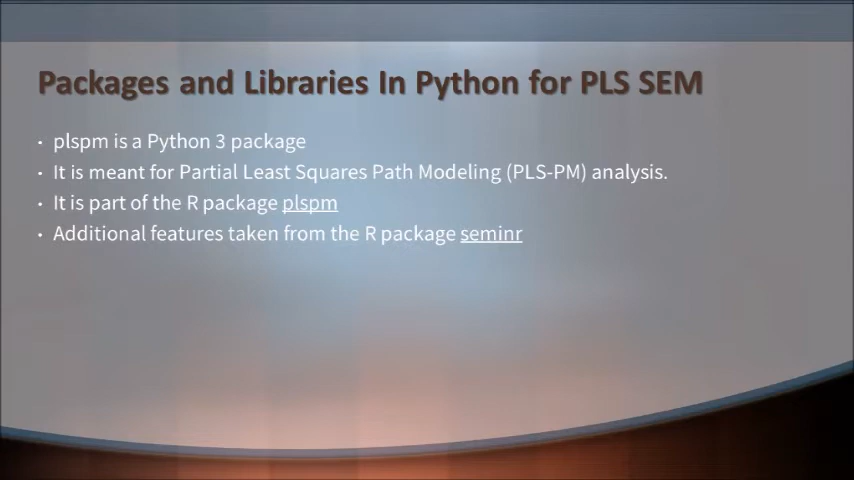 Packages and Libraries In Python for PLS SEM
• plspm is a Python 3 package
• It is meant for Partial Least Squares Path Modeling (PLS-PM) analysis.
• It is part of the R package plspm
• Additional features taken from the R package seminr